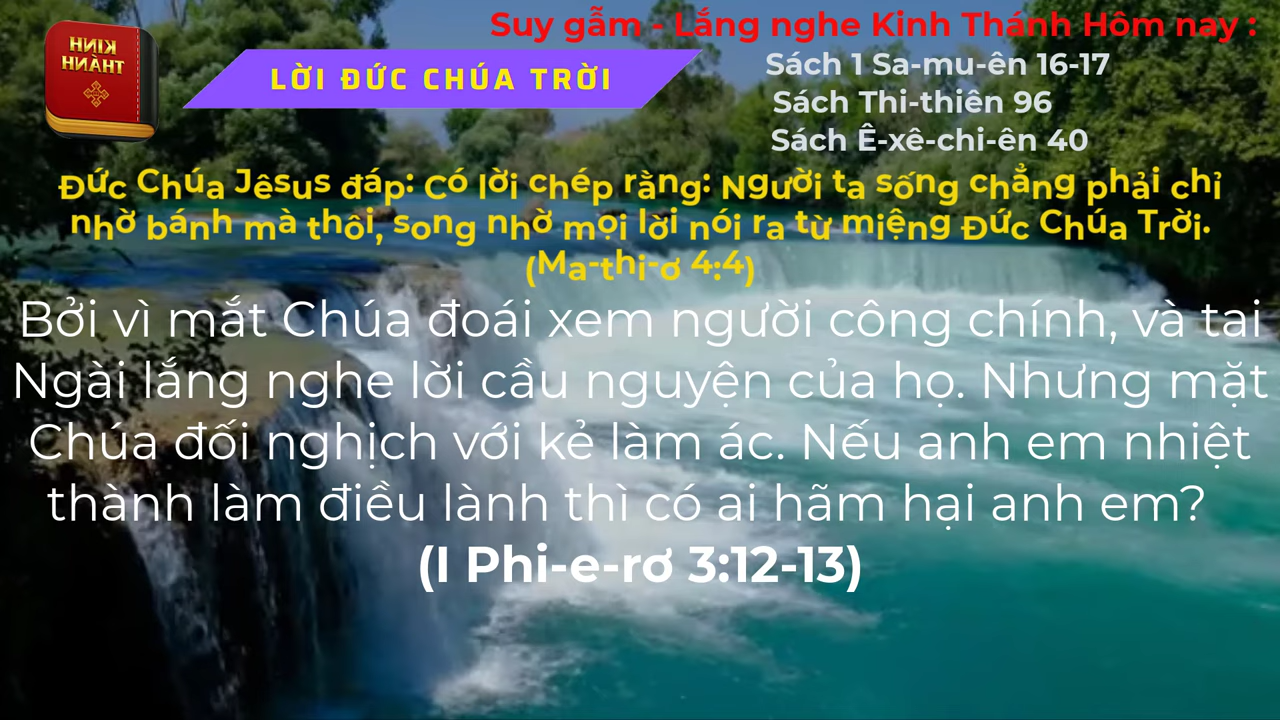 Suy gẫm - Lắng nghe Kinh Thánh Hôm nay :
KINH
THÀNH
LỜI ĐỨC CHÚA TRỜI
Sách 1 Sa-mu-ên 16-17
Sách Thi-thiên 96
Sách Ê-xê-chi-ên 40
Đức Chúa Jêsus đáp: Có lời chép rằng: Người ta sống chẳng phải chỉ
nhờ bánh mà thôi, song nhờ mọi lời nói ra từ miệng Đức Chúa Trời.
(Ma-thi-ơ 4:4)
Bởi vì mắt Chúa đoái xem người công chính, và tai
Ngài lắng nghe lời cầu nguyện của họ. Nhưng mặt
Chúa đối nghịch với kẻ làm ác. Nếu anh em nhiệt
thành làm điều lành thì có ai hãm hại anh em?
(I Phi-e-rơ 3:12-13)